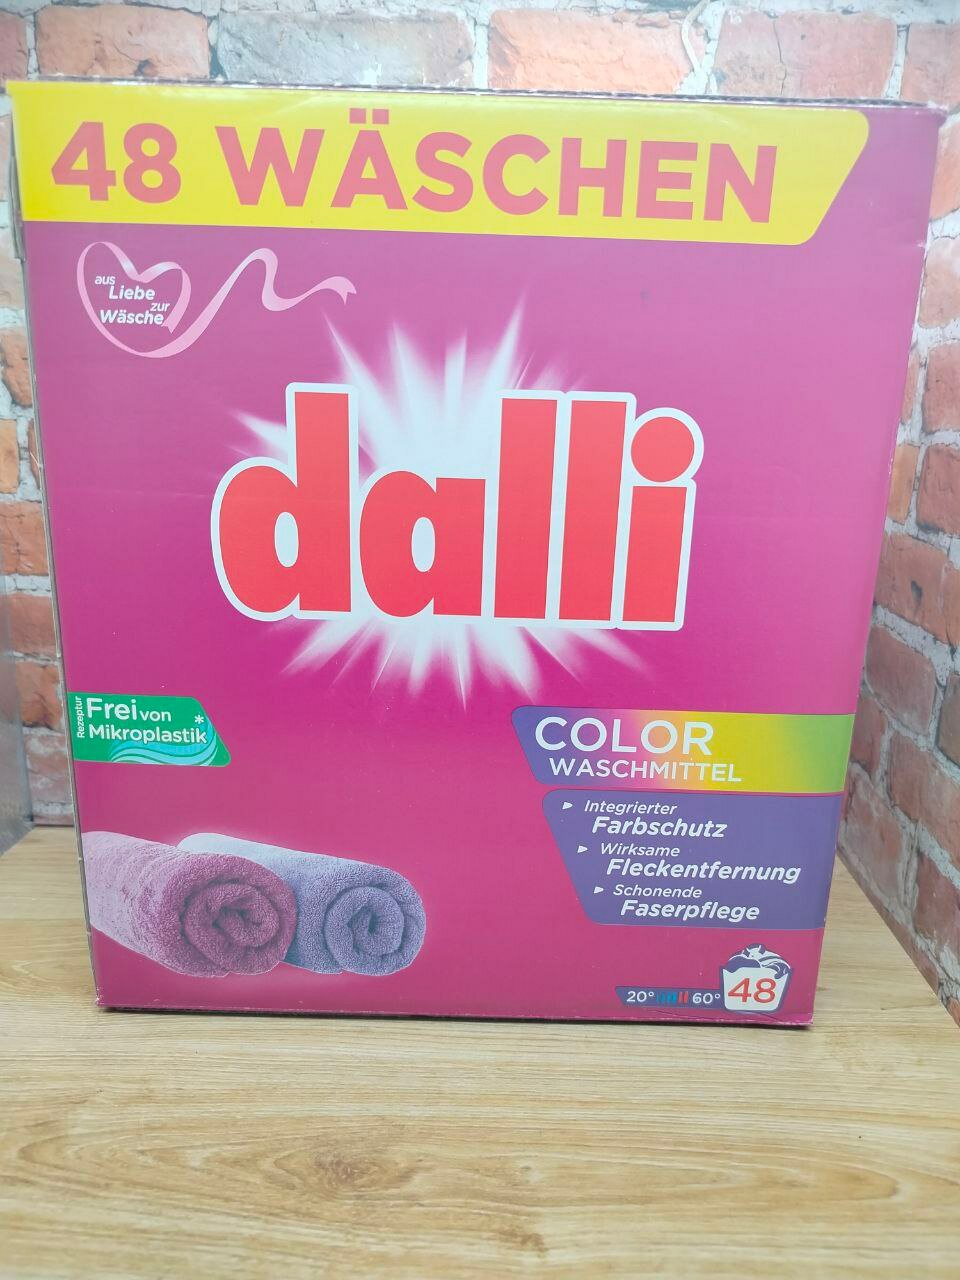 48 WÄSCHEN
aus
Liebe
zur
Wäsche
dalli
Rezeptur
Frei von
Mikroplastik*
COLOR
WASCHMITTEL
Integrierter
Farbschutz
Wirksame
Fleckentfernung
Schonende
Faserpflege
20° 60° 48